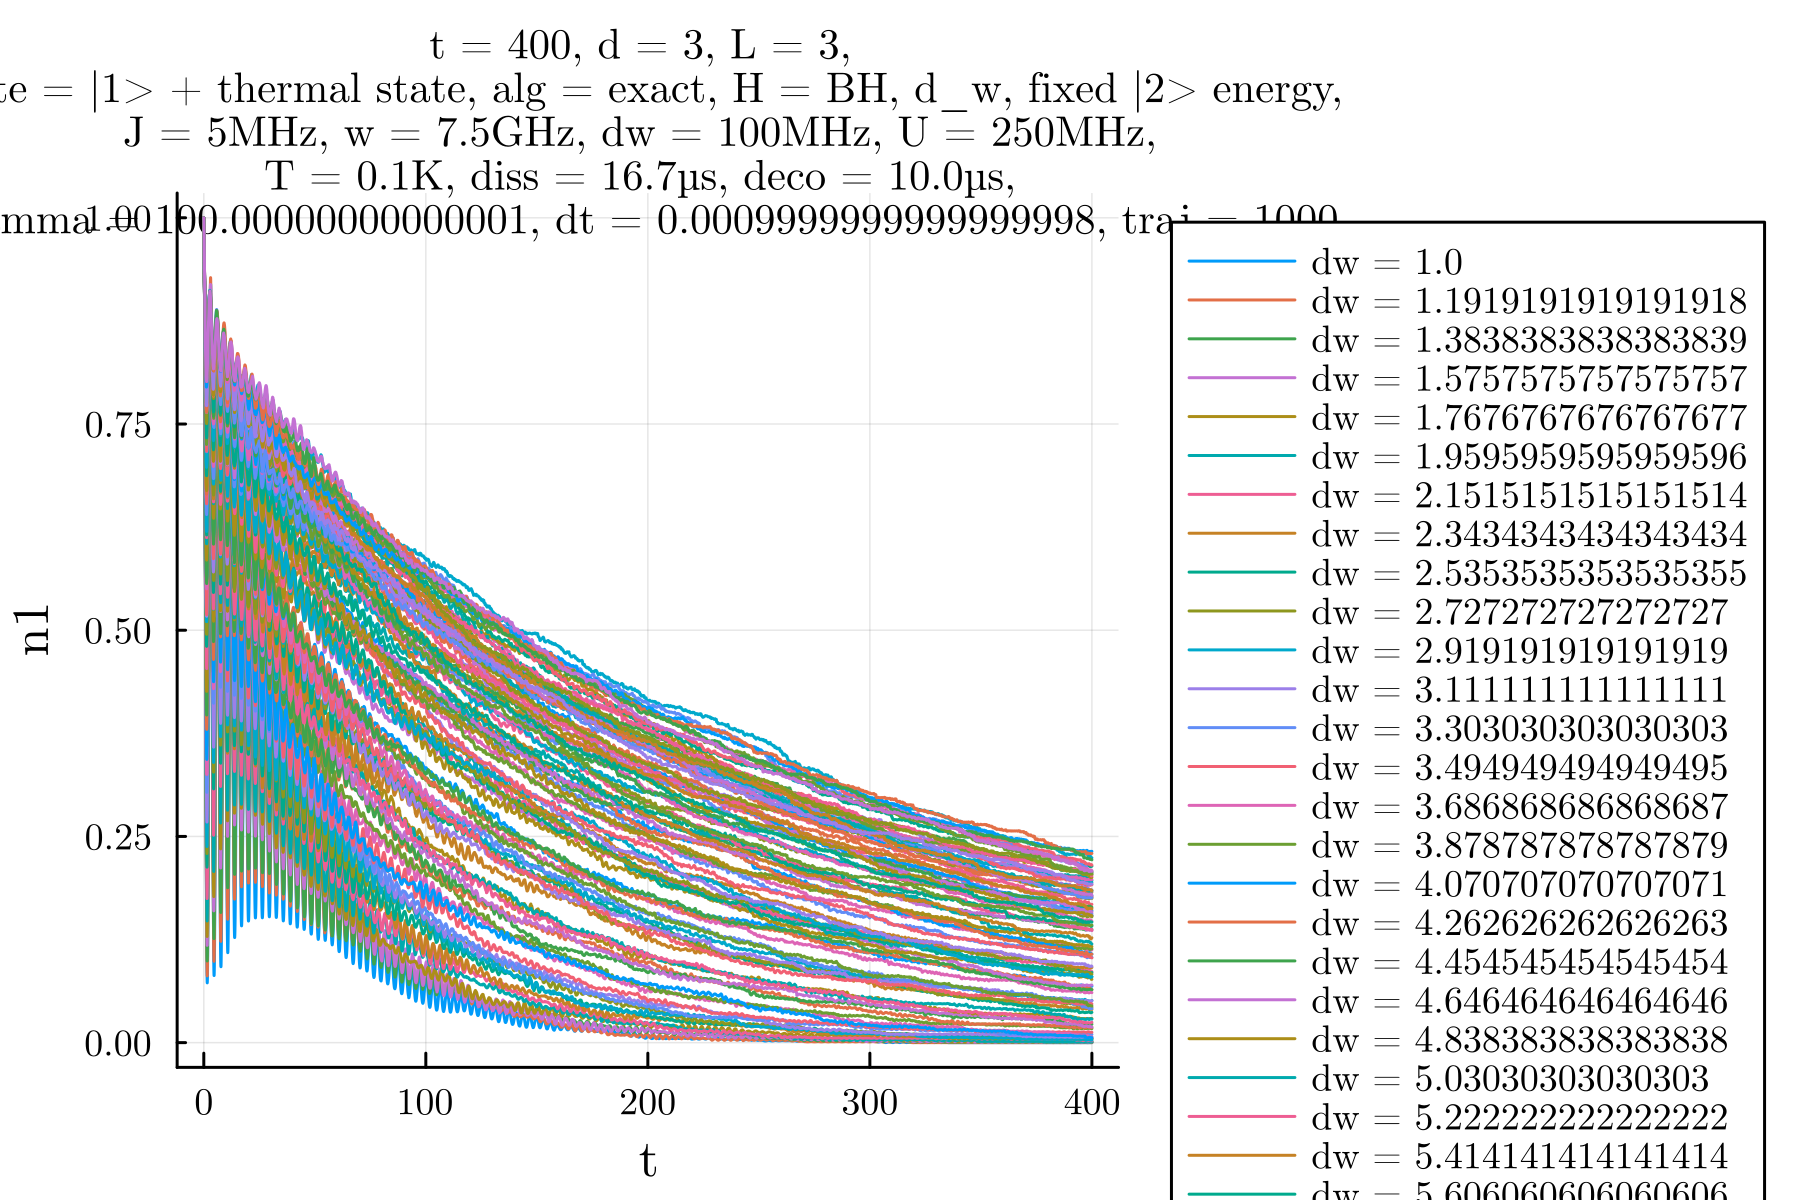 t = 400, d = 3, L = 3,
= |1> + thermal state, alg = exact, H = BH, d_w, fixed |2> energy,
J = 5MHz, w = 7.5GHz, dw = 100MHz, U = 250MHz,
T = 0.1K, diss = 16.7µs, deco = 10.0µs,
= 100.00000000000001, dt = 0.0009999999999999998, traj = 1000
1.00
0.75
0.50
0.25
0.00
n1
0 100 200 300 400
t
dw = 1.0
dw = 1.1919191919191918
dw = 1.3838383838383839
dw = 1.5757575757575757
dw = 1.7676767676767677
dw = 1.9595959595959596
dw = 2.1515151515151514
dw = 2.3434343434343434
dw = 2.5353535353535355
dw = 2.727272727272727
dw = 2.919191919191919
dw = 3.111111111111111
dw = 3.303030303030303
dw = 3.494949494949495
dw = 3.686868686868687
dw = 3.878787878787879
dw = 4.070707070707071
dw = 4.262626262626263
dw = 4.454545454545454
dw = 4.646464646464646
dw = 4.838383838383838
dw = 5.03030303030303
dw = 5.222222222222222
dw = 5.414141414141414
dw = 5.606060606060606